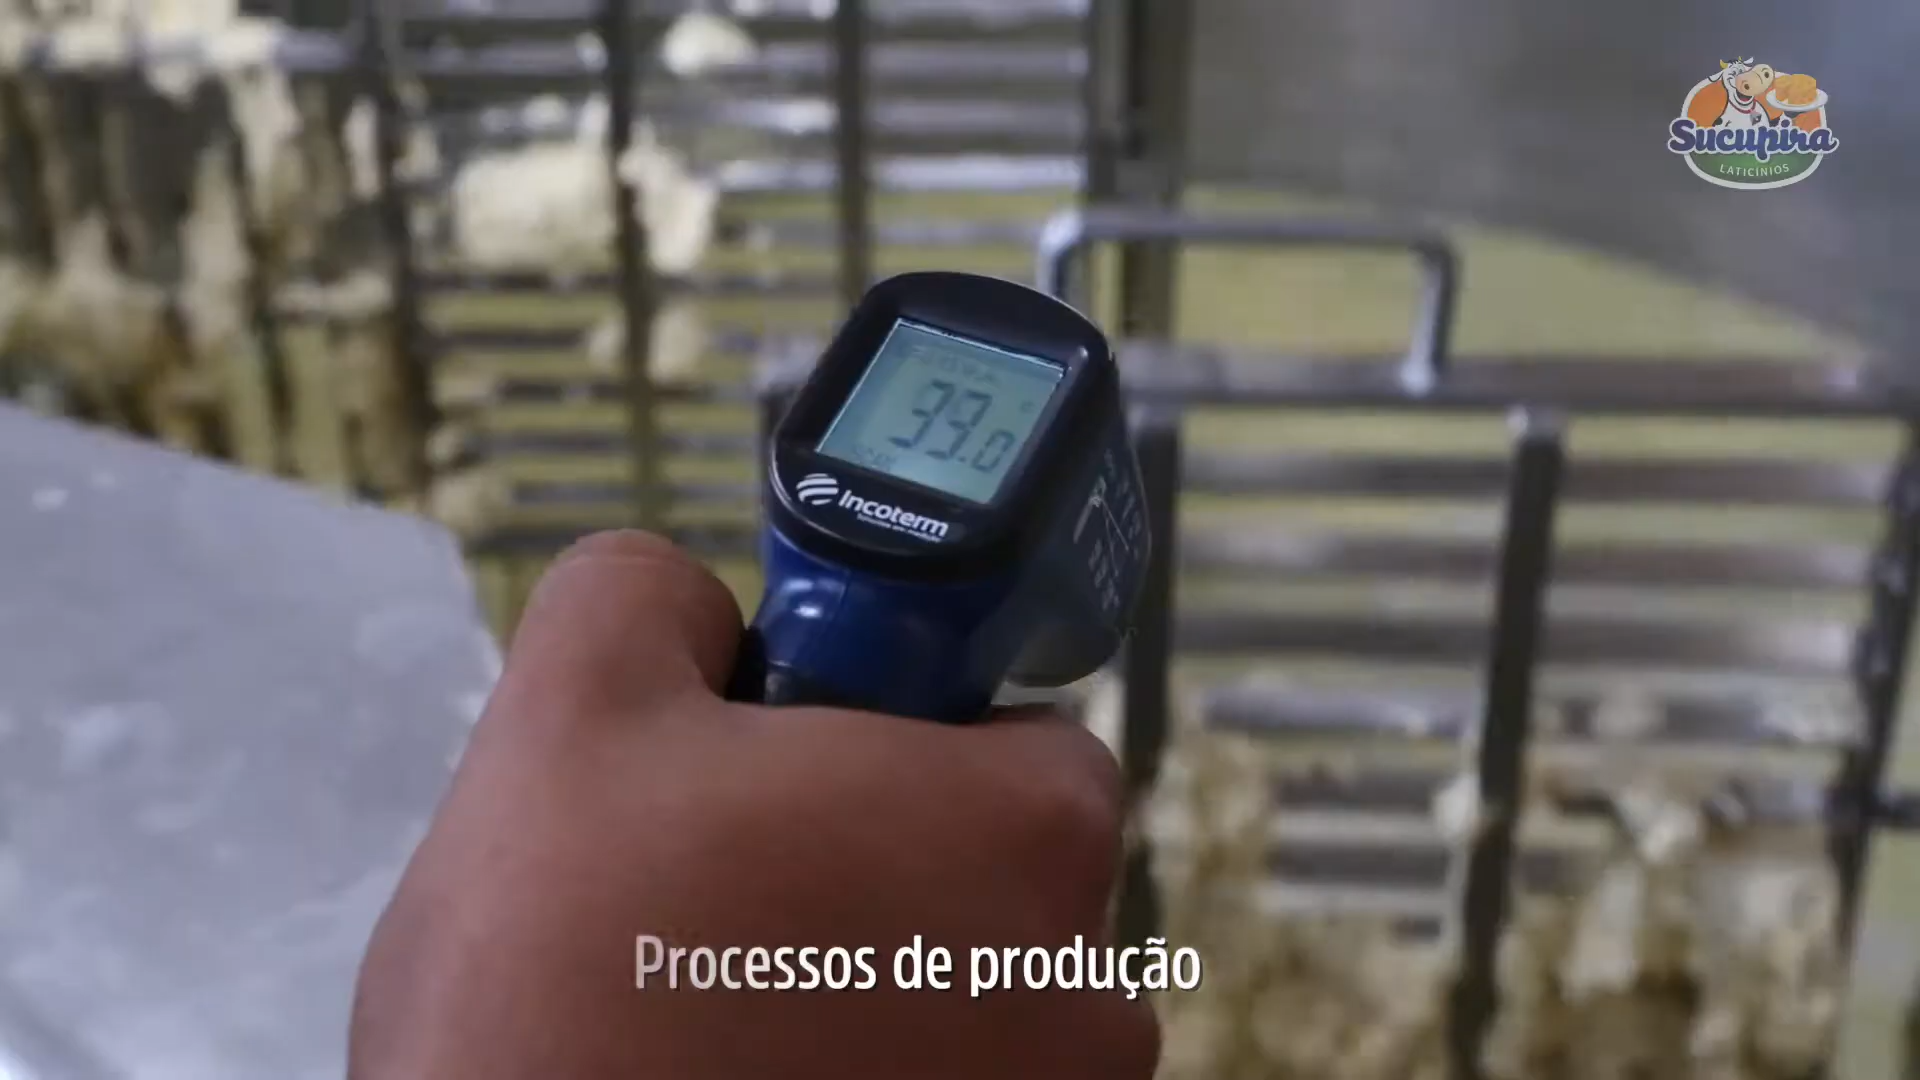 Sucupira
LATICÍNIOS
33.0
Incoterm
Processos de produção